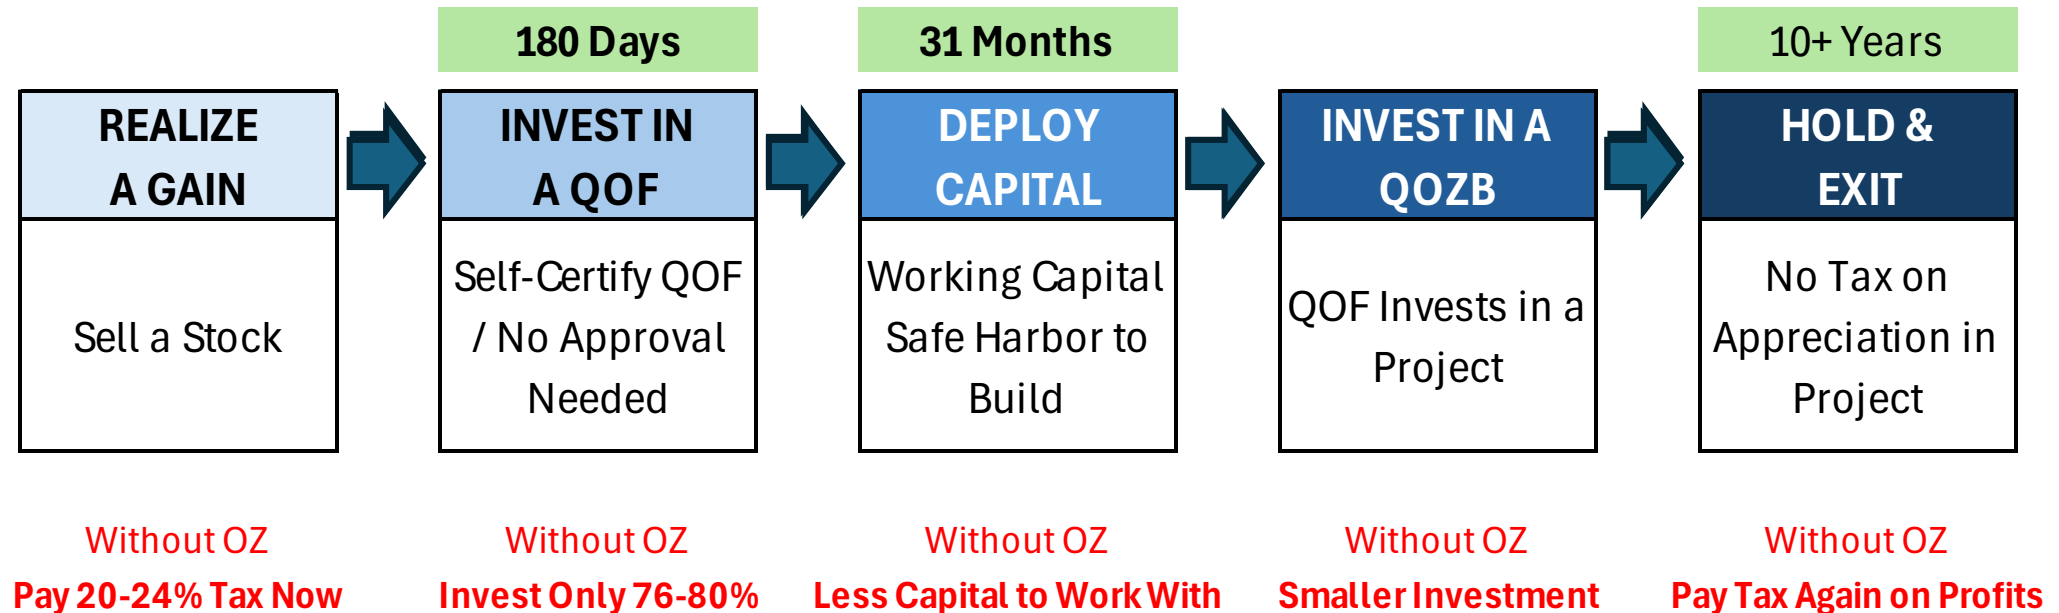 180 Days
31 Months
10+ Years
REALIZE
A GAIN
INVEST IN
A QOF
DEPLOY
CAPITAL
INVEST IN A
QOZB
HOLD &
EXIT
Sell a Stock
Self-Certify QOF
/ No Approval
Needed
Working Capital
Safe Harbor to
Build
QOF Invests in a
Project
No Tax on
Appreciation in
Project
Without OZ
Pay 20-24% Tax Now
Without OZ
Invest Only 76-80%
Without OZ
Less Capital to Work With
Without OZ
Smaller Investment
Without OZ
Pay Tax Again on Profits